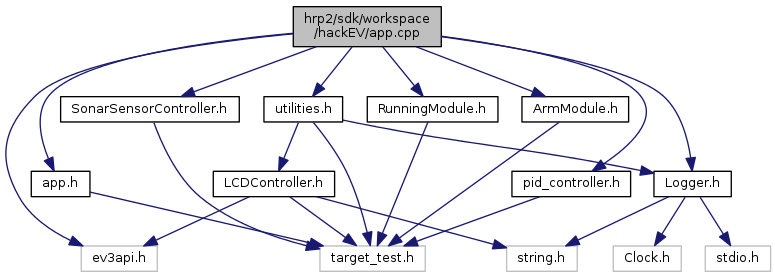 hrp2/sdk/workspace
/hackEV/app.cpp
SonarSensorController.h
utilities.h
RunningModule.h
ArmModule.h
app.h
LCDController.h
pid_controller.h
Logger.h
ev3api.h
target_test.h
string.h
Clock.h
stdio.h